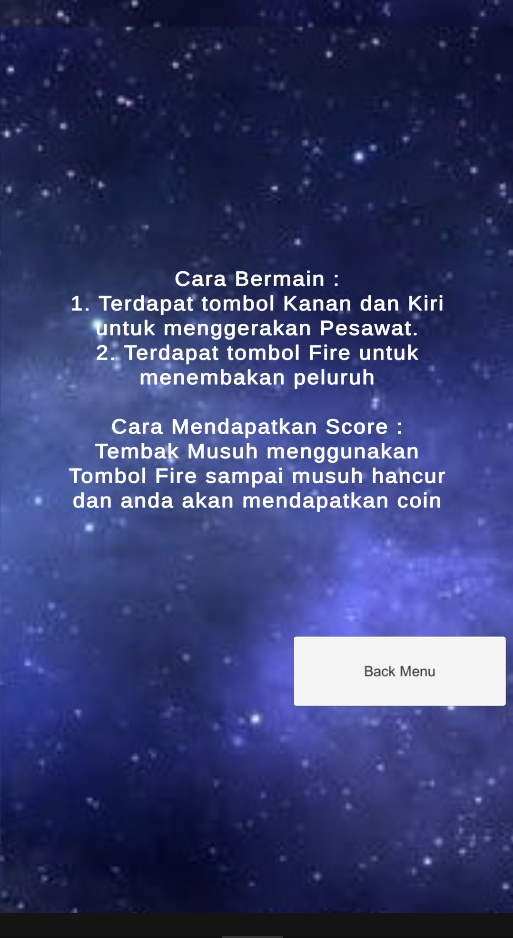 Cara Bermain :
1. Terdapat tombol Kanan dan Kiri
untuk menggerakan Pesawat.
2. Terdapat tombol Fire untuk
menembakan peluruh
Cara Mendapatkan Score :
Tembak Musuh menggunakan
Tombol Fire sampai musuh hancur
dan anda akan mendapatkan coin
Back Menu